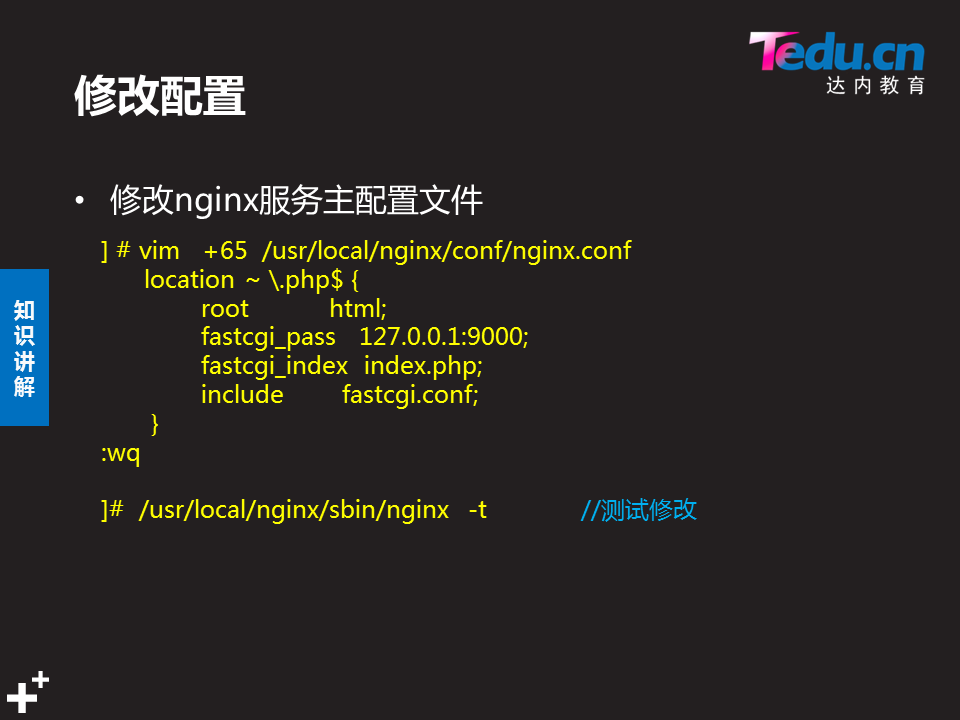 Tedu.cn
达内教育
修改配置
• 修改nginx服务主配置文件
] # vim +65 /usr/local/nginx/conf/nginx.conf
location ~ \.php$ {
root html;
fastcgi_pass 127.0.0.1:9000;
fastcgi_index index.php;
include fastcgi.conf;
}
:wq
]# /usr/local/nginx/sbin/nginx -t //测试修改
知识讲解